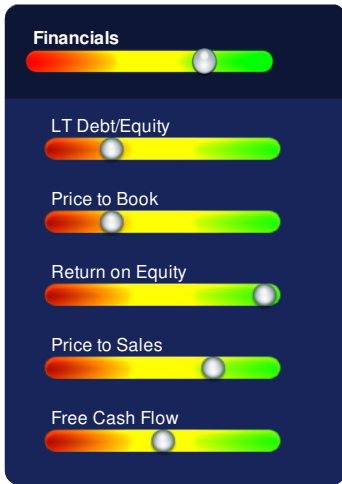 Financials
LT Debt/Equity
Price to Book
Return on Equity
Price to Sales
Free Cash Flow